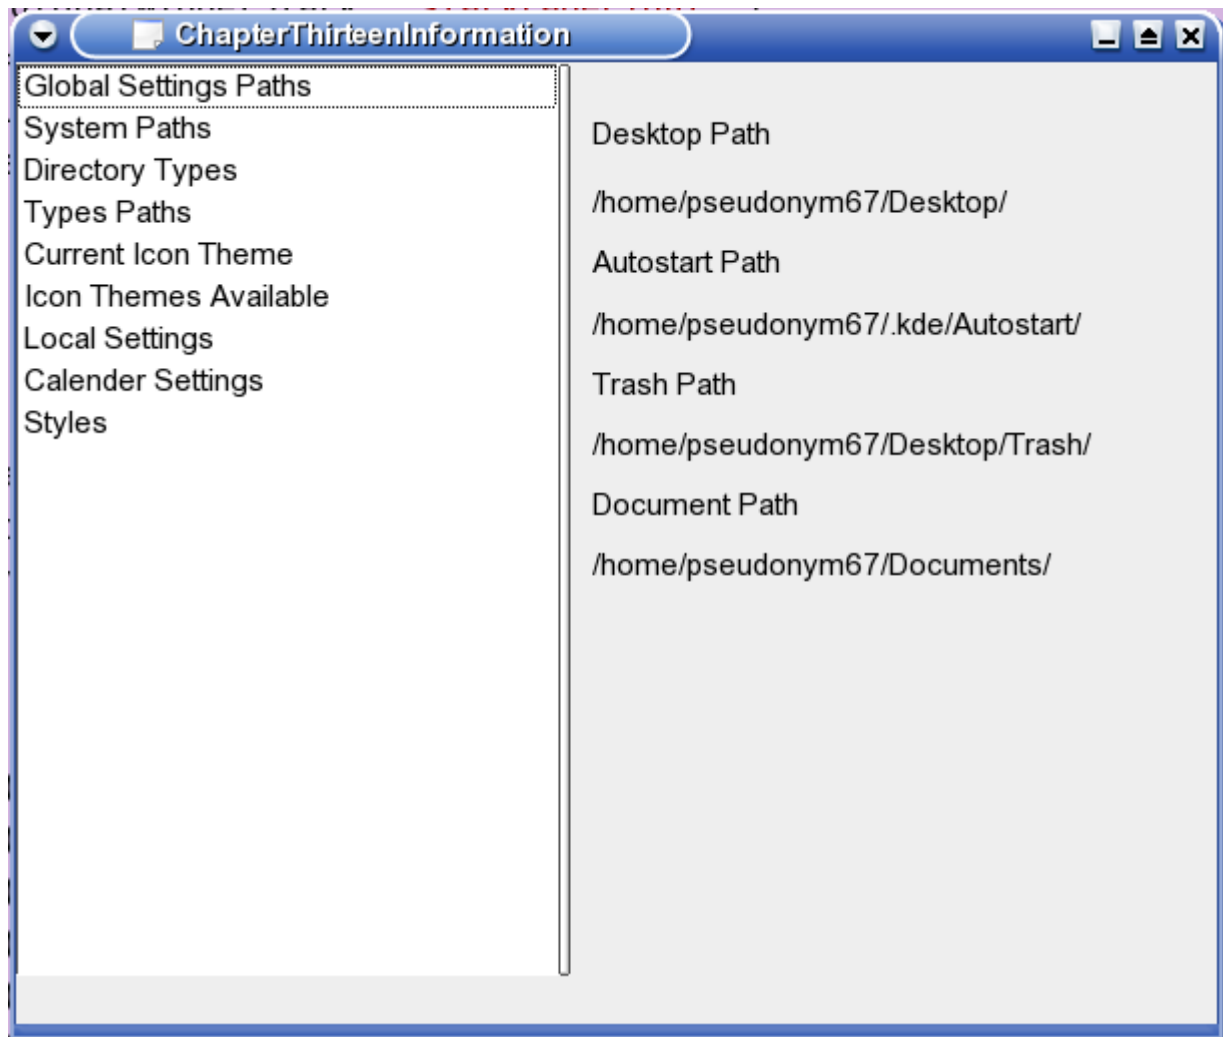 ChapterThirteenInformation
Global Settings Paths
System Paths
Directory Types
Types Paths
Current Icon Theme
Icon Themes Available
Local Settings
Calender Settings
Styles
Desktop Path
/home/pseudonym67/Desktop/
Autostart Path
/home/pseudonym67/.kde/Autostart/
Trash Path
/home/pseudonym67/Desktop/Trash/
Document Path
/home/pseudonym67/Documents/